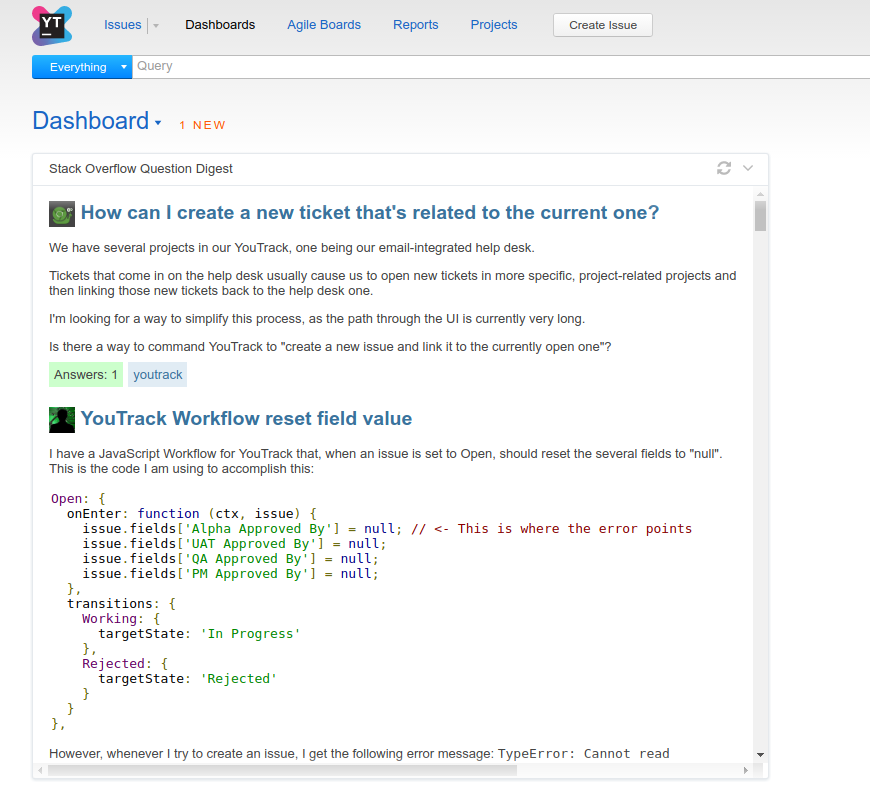 YT
Issues Dashboards Agile Boards Reports Projects Create Issue
Everything Query
Dashboard 1 NEW
Stack Overflow Question Digest
How can I create a new ticket that's related to the current one?
We have several projects in our YouTrack, one being our email-integrated help desk.
Tickets that come in on the help desk usually cause us to open new tickets in more specific, project-related projects and
then linking those new tickets back to the help desk one.
I'm looking for a way to simplify this process, as the path through the UI is currently very long.
Is there a way to command YouTrack to "create a new issue and link it to the currently open one"?
Answers: 1 youtrack
YouTrack Workflow reset field value
I have a JavaScript Workflow for YouTrack that, when an issue is set to Open, should reset the several fields to "null".
This is the code I am using to accomplish this:
Open: {
  onEnter: function (ctx, issue) {
    issue.fields['Alpha Approved By'] = null; // <- This is where the error points
    issue.fields['UAT Approved By'] = null;
    issue.fields['QA Approved By'] = null;
    issue.fields['PM Approved By'] = null;
  },
  transitions: {
    Working: {
      targetState: 'In Progress'
    },
    Rejected: {
      targetState: 'Rejected'
    }
  }
},
However, whenever I try to create an issue, I get the following error message: TypeError: Cannot read